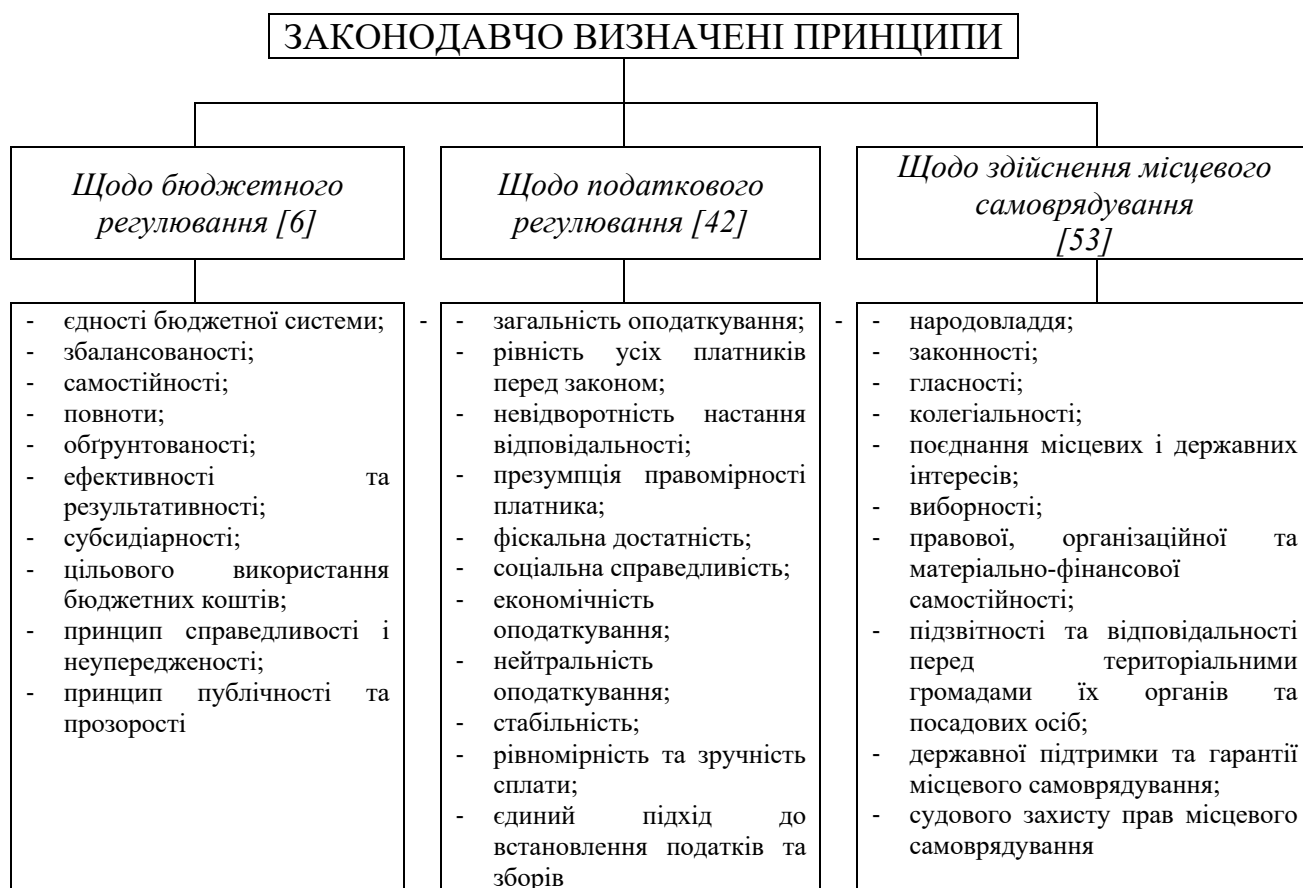 ЗАКОНОДАВЧО ВИЗНАЧЕНІ ПРИНЦИПИ
Щодо бюджетного
регулювання [6]
- єдності бюджетної системи;
- збалансованості;
- самостійності;
- повноти;
- обґрунтованості;
- ефективності та
результативності;
- субсидіарності;
- цільового використання
бюджетних коштів;
- принцип справедливості і
неупередженості;
- принцип публічності та
прозорості
Щодо податкового
регулювання [42]
-
- загальність оподаткування;
- рівність усіх платників
перед законом;
- невідворотність настання
відповідальності;
- презумпція правомірності
платника;
- фіскальна достатність;
- соціальна справедливість;
- економічність
оподаткування;
- нейтральність
оподаткування;
- стабільність;
- рівномірність та зручність
сплати;
- єдиний підхід до
встановлення податків та
зборів
Щодо здійснення місцевого
самоврядування
[53]
-
- народовладдя;
- законності;
- гласності;
- колегіальності;
- поєднання місцевих і державних
інтересів;
- виборності;
- правової, організаційної та
матеріально-фінансової
самостійності;
- підзвітності та відповідальності
перед територіальними
громадами їх органів та
посадових осіб;
- державної підтримки та гарантії
місцевого самоврядування;
- судового захисту прав місцевого
самоврядування